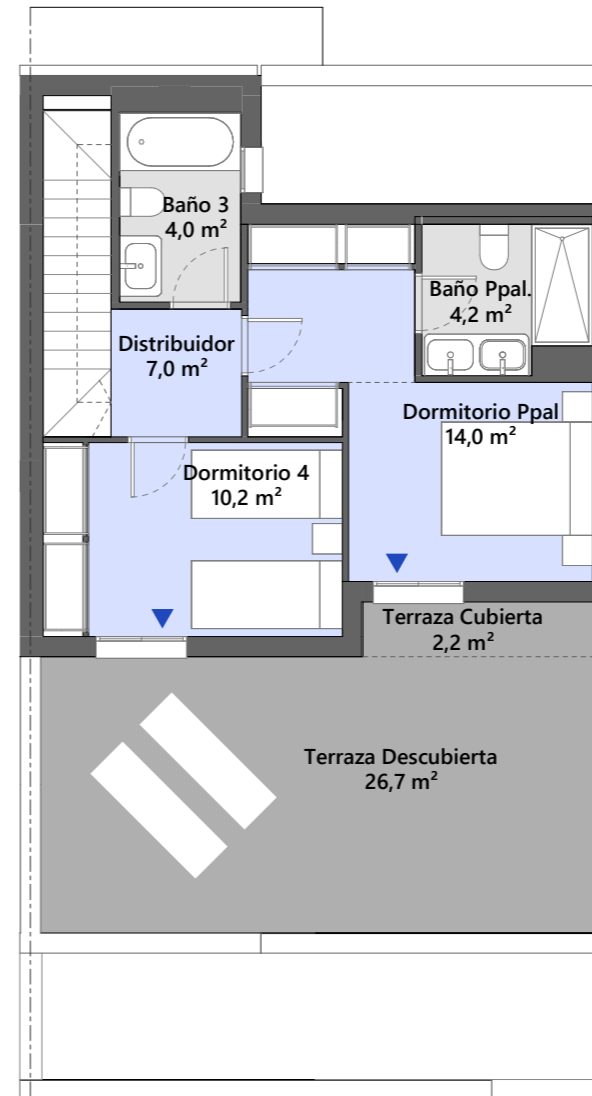 Baño 3
4,0 m²
Baño Ppal.
4,2 m²
Distribuidor
7,0 m²
Dormitorio Ppal
14,0 m²
Dormitorio 4
10,2 m²
Terraza Cubierta
2,2 m²
Terraza Descubierta
26,7 m²